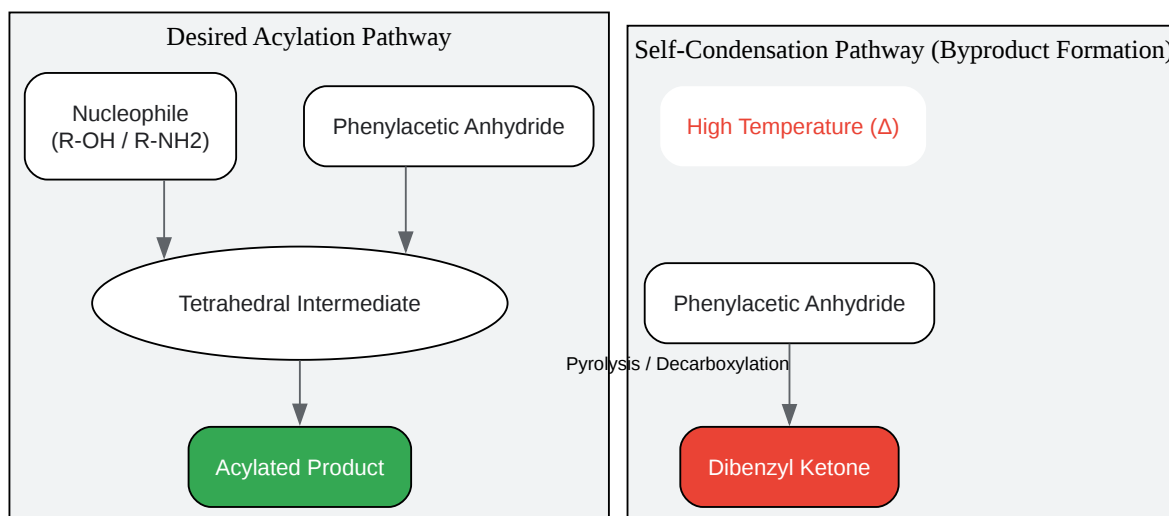 Desired Acylation Pathway
Nucleophile
(R-OH / R-NH2)
Phenylacetic Anhydride
Tetrahedral Intermediate
Acylated Product
Self-Condensation Pathway (Byproduct Formation)
High Temperature (Δ)
Phenylacetic Anhydride
Pyrolysis / Decarboxylation
Dibenzyl Ketone